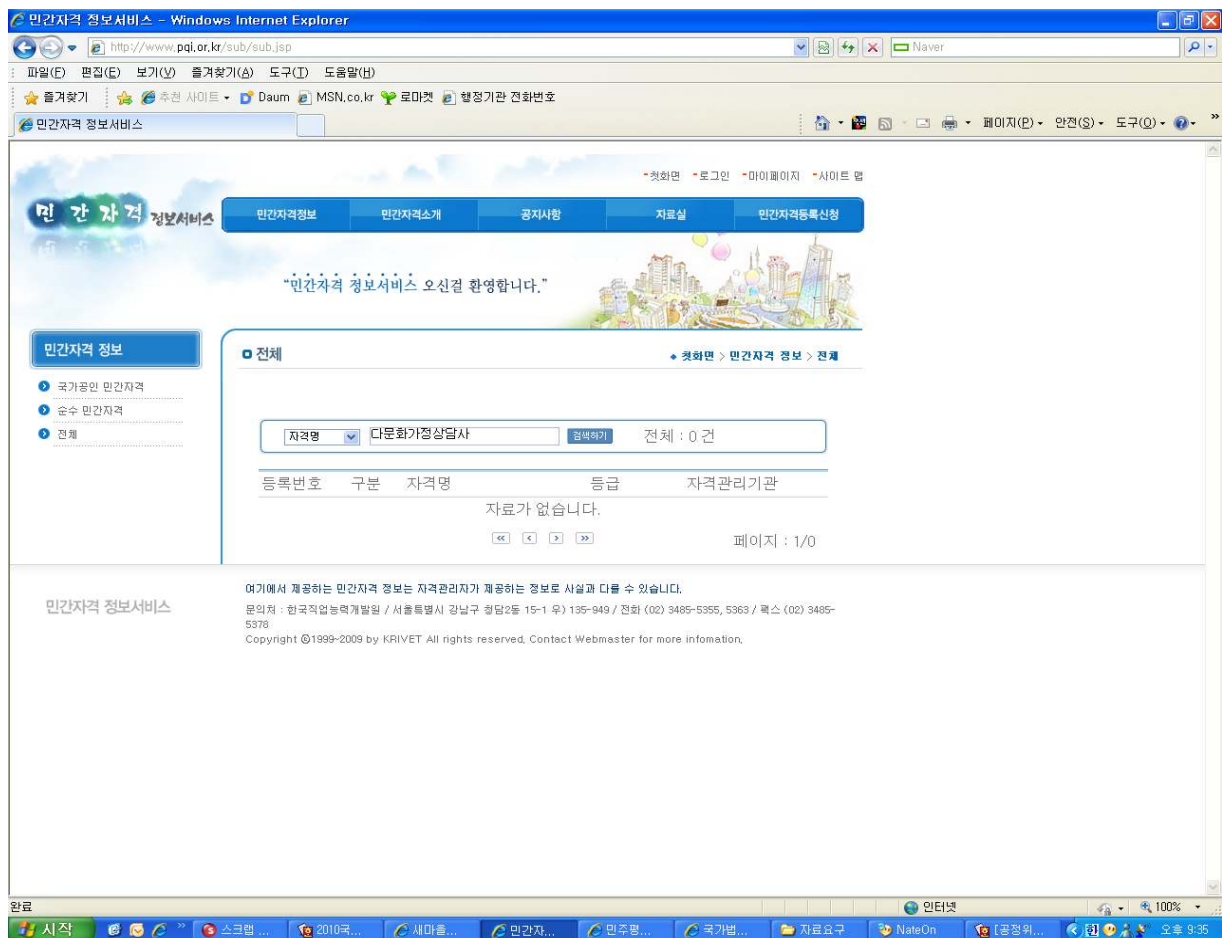 민간자격 정보서비스 - Windows Internet Explorer
http://www.pqi.or.kr/sub/sub.jsp
Naver
파일(F) 편집(E) 보기(V) 즐겨찾기(A) 도구(T) 도움말(H)
즐겨찾기 추천 사이트 Daum MSN.co.kr 로마켓 행정기관 전화번호
민간자격 정보서비스
페이지(P) 안전(S) 도구(O) »
첫화면 로그인 마이페이지 사이트 맵
민간자격 정보서비스
민간자격정보 민간자격소개 공지사항 자료실 민간자격등록신청
“민간자격 정보서비스 오신걸 환영합니다.”
민간자격 정보
국가공인 민간자격
순수 민간자격
전체
전체
첫화면 > 민간자격 정보 > 전체
자격명 다문화가정상담사 검색하기 전체 : 0 건
등록번호 구분 자격명 등급 자격관리기관
자료가 없습니다.
« < > » 페이지 : 1/0
민간자격 정보서비스
여기에서 제공하는 민간자격 정보는 자격관리자가 제공하는 정보로 사실과 다를 수 있습니다.
문의처 : 한국직업능력개발원 / 서울특별시 강남구 청담2동 15-1 우) 135-949 / 전화 (02) 3485-5355, 5363 / 팩스 (02) 3485-
5378
Copyright ⓒ1999~2009 by KRIVET All rights reserved. Contact Webmaster for more infomation.
완료
인터넷 100%
시작 » 스크랩 ... 2010국... 새마을... 민간자... 민주평... 국가법... 자료요구 NateOn [공정위... 한 오후 9:35